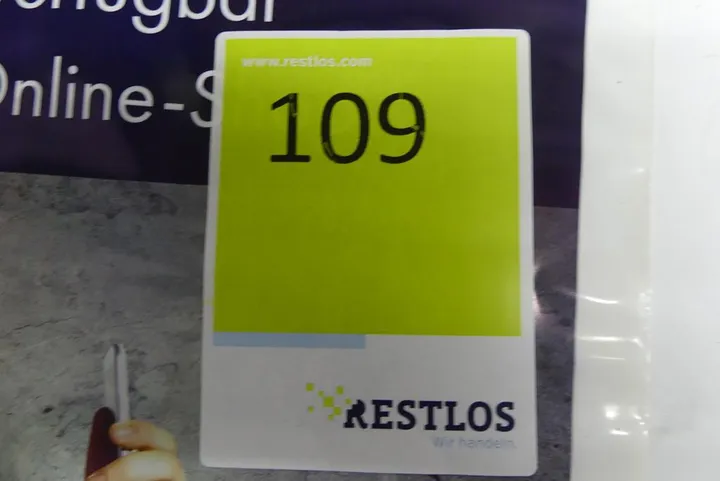 Online-S
www.restlos.com
109
RESTLOS
Wir handeln.